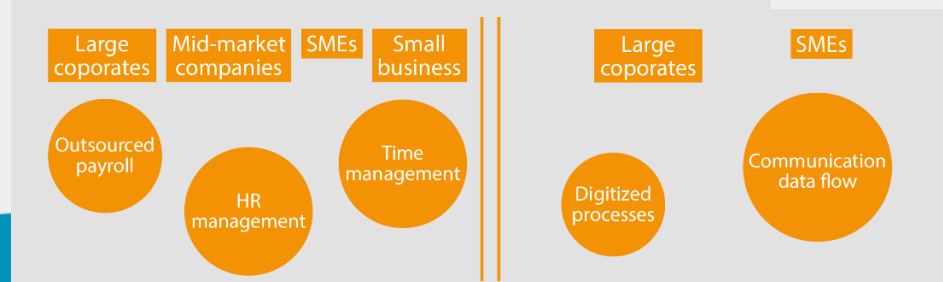 Large
coporates
Mid-market
companies
SMEs
Small
business
Outsourced
payroll
HR
management
Time
management
Large
coporates
SMEs
Digitized
processes
Communication
data flow